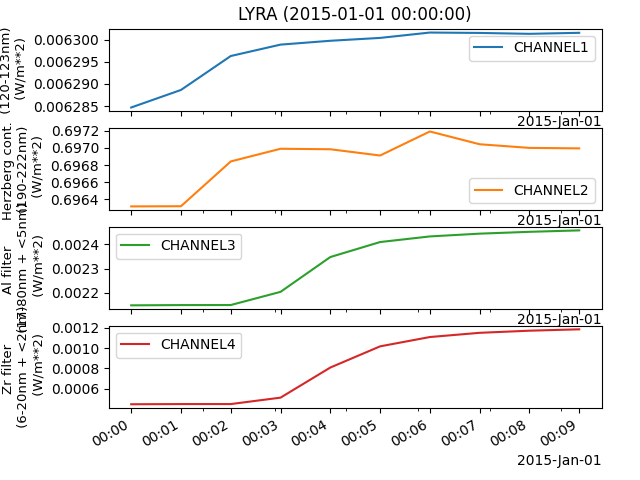 LYRA (2015-01-01 00:00:00)
(120-123nm)
(W/m**2)
0.006300
0.006295
0.006290
0.006285
CHANNEL1
2015-Jan-01
Herzberg cont.
(190-222nm)
(W/m**2)
0.6972
0.6970
0.6968
0.6966
0.6964
CHANNEL2
2015-Jan-01
Al filter
(W/m**2)
0.0024
0.0023
0.0022
CHANNEL3
2015-Jan-01
Zr filter
(6-20nm + <2nm)
(W/m**2)
0.0012
0.0010
0.0008
0.0006
CHANNEL4
00:00 00:01 00:02 00:03 00:04 00:05 00:06 00:07 00:08 00:09
2015-Jan-01